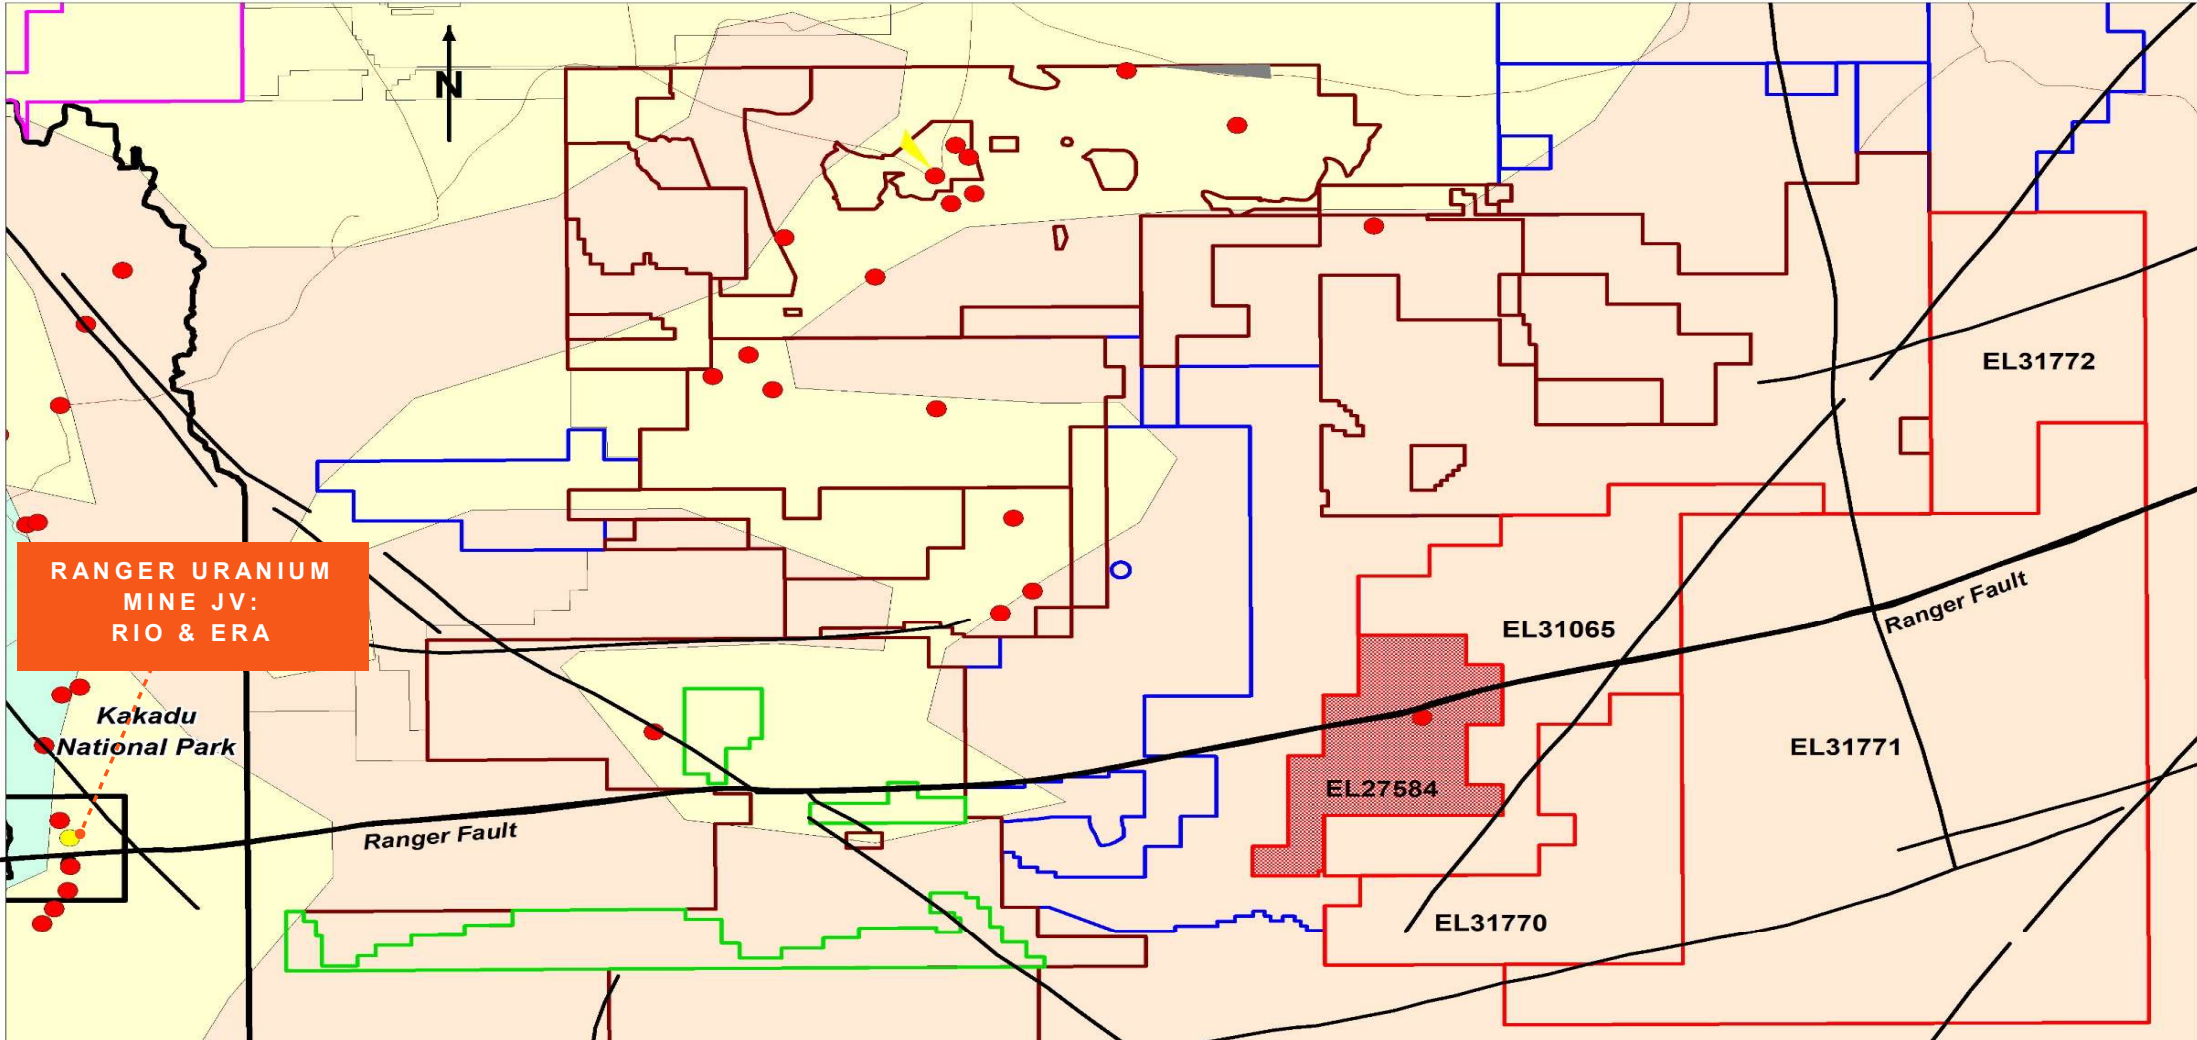 N
EL31772
RANGER URANIUM
MINE JV:
RIO & ERA
Ranger Fault
EL31065
Kakadu
National Park
EL31771
EL27584
Ranger Fault
EL31770